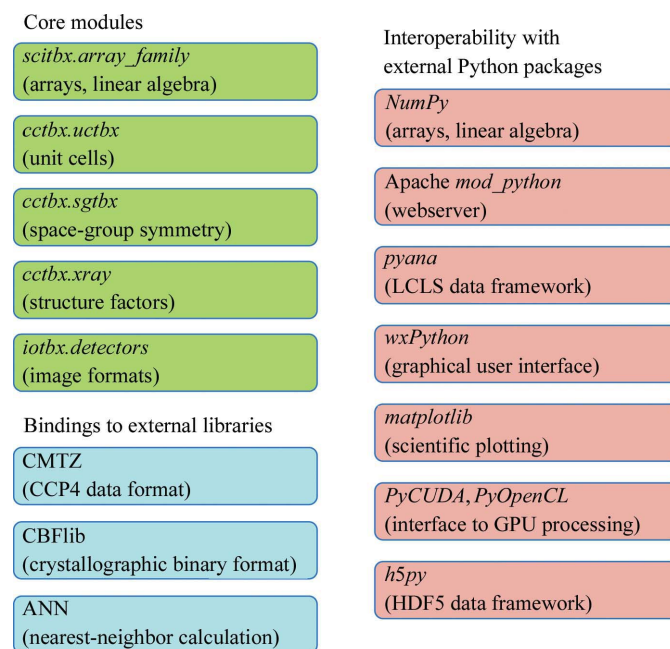 Core modules
scitbx.array_family
(arrays, linear algebra)
cctbx.uctbx
(unit cells)
cctbx.sgtbx
(space-group symmetry)
cctbx.xray
(structure factors)
iotbx.detectors
(image formats)
Bindings to external libraries
CMTZ
(CCP4 data format)
CBFlib
(crystallographic binary format)
ANN
(nearest-neighbor calculation)
Interoperability with
external Python packages
NumPy
(arrays, linear algebra)
Apache mod_python
(webserver)
pyana
(LCLS data framework)
wxPython
(graphical user interface)
matplotlib
(scientific plotting)
PyCUDA, PyOpenCL
(interface to GPU processing)
h5py
(HDF5 data framework)